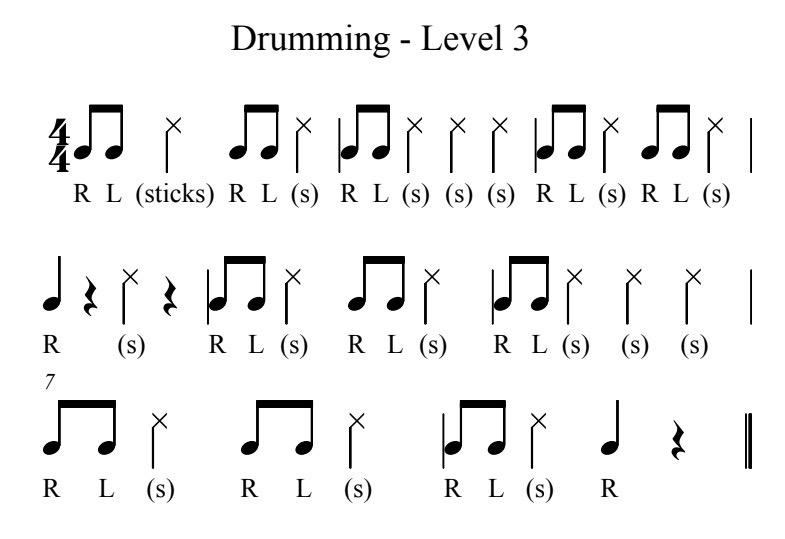 Drumming - Level 3
4
4
R L (sticks) R L (s) R L (s) (s) (s) R L (s) R L (s)
R (s) R L (s) R L (s) R L (s) (s) (s)
7
R L (s) R L (s) R L (s) R